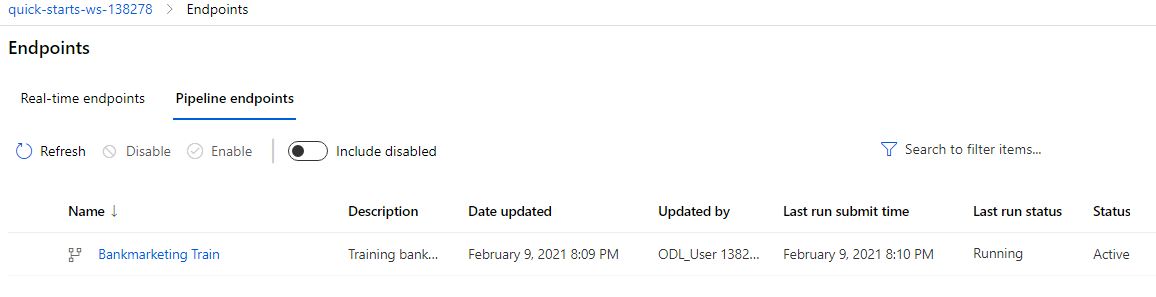 quick-starts-ws-138278 > Endpoints
Endpoints
Real-time endpoints Pipeline endpoints
Refresh Disable Enable Include disabled Search to filter items...
Name ↓ Description Date updated Updated by Last run submit time Last run status Status
Bankmarketing Train Training bank... February 9, 2021 8:09 PM ODL_User 1382... February 9, 2021 8:10 PM Running Active